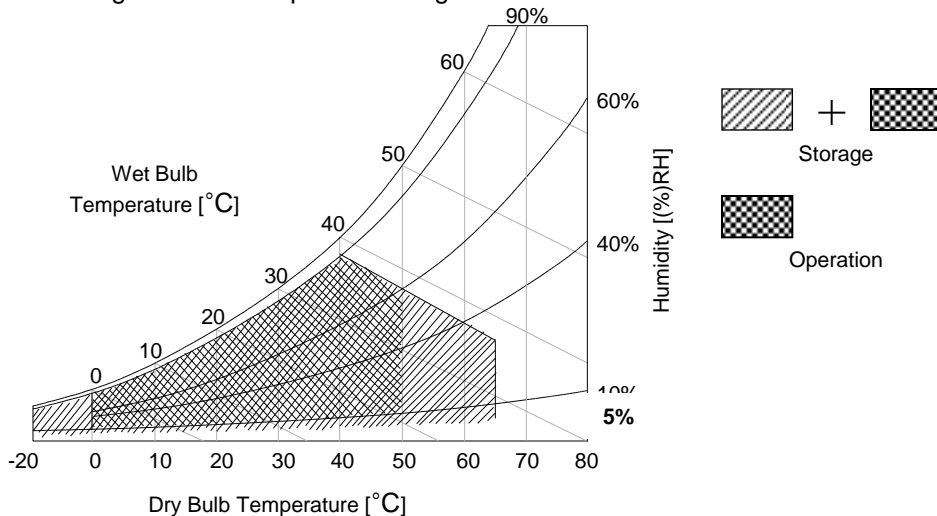 90%
60
60%
50
Wet Bulb
Temperature [°C]
40
40%
30
20
10
0
Humidity [(%)RH]
5%
-20 0 10 20 30 40 50 60 70 80
Dry Bulb Temperature [°C]
+
Storage
Operation